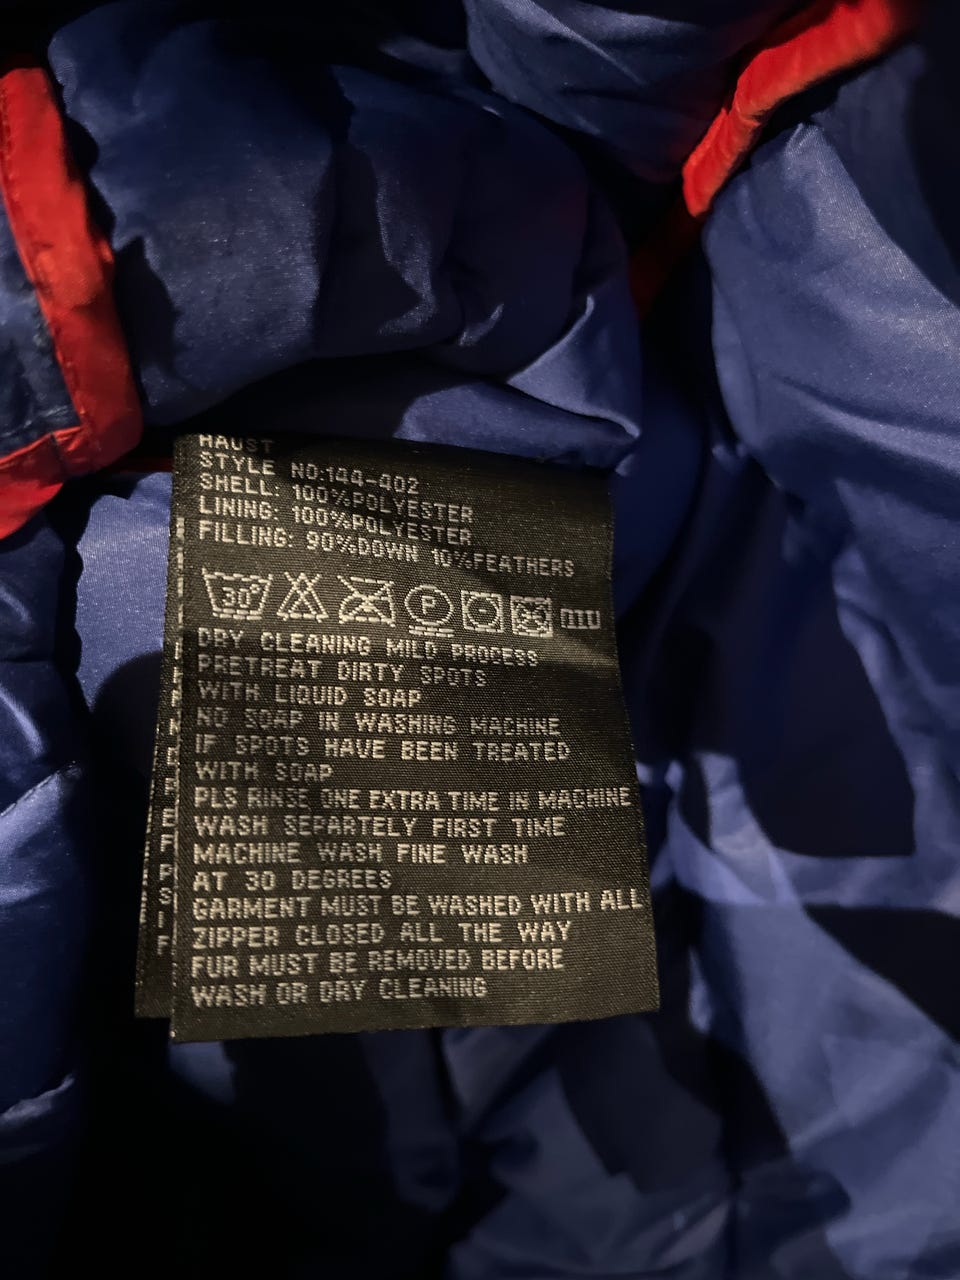 HAUST
STYLE NO:144-402
SHELL: 100%POLYESTER
LINING: 100%POLYESTER
FILLING: 90%DOWN 10%FEATHERS
30°
P
DRY CLEANING MILD PROCESS
PRETREAT DIRTY SPOTS
WITH LIQUID SOAP
NO SOAP IN WASHING MACHINE
IF SPOTS HAVE BEEN TREATED
WITH SOAP
PLS RINSE ONE EXTRA TIME IN MACHINE
WASH SEPARTELY FIRST TIME
MACHINE WASH FINE WASH
AT 30 DEGREES
GARMENT MUST BE WASHED WITH ALL
ZIPPER CLOSED ALL THE WAY
FUR MUST BE REMOVED BEFORE
WASH OR DRY CLEANING